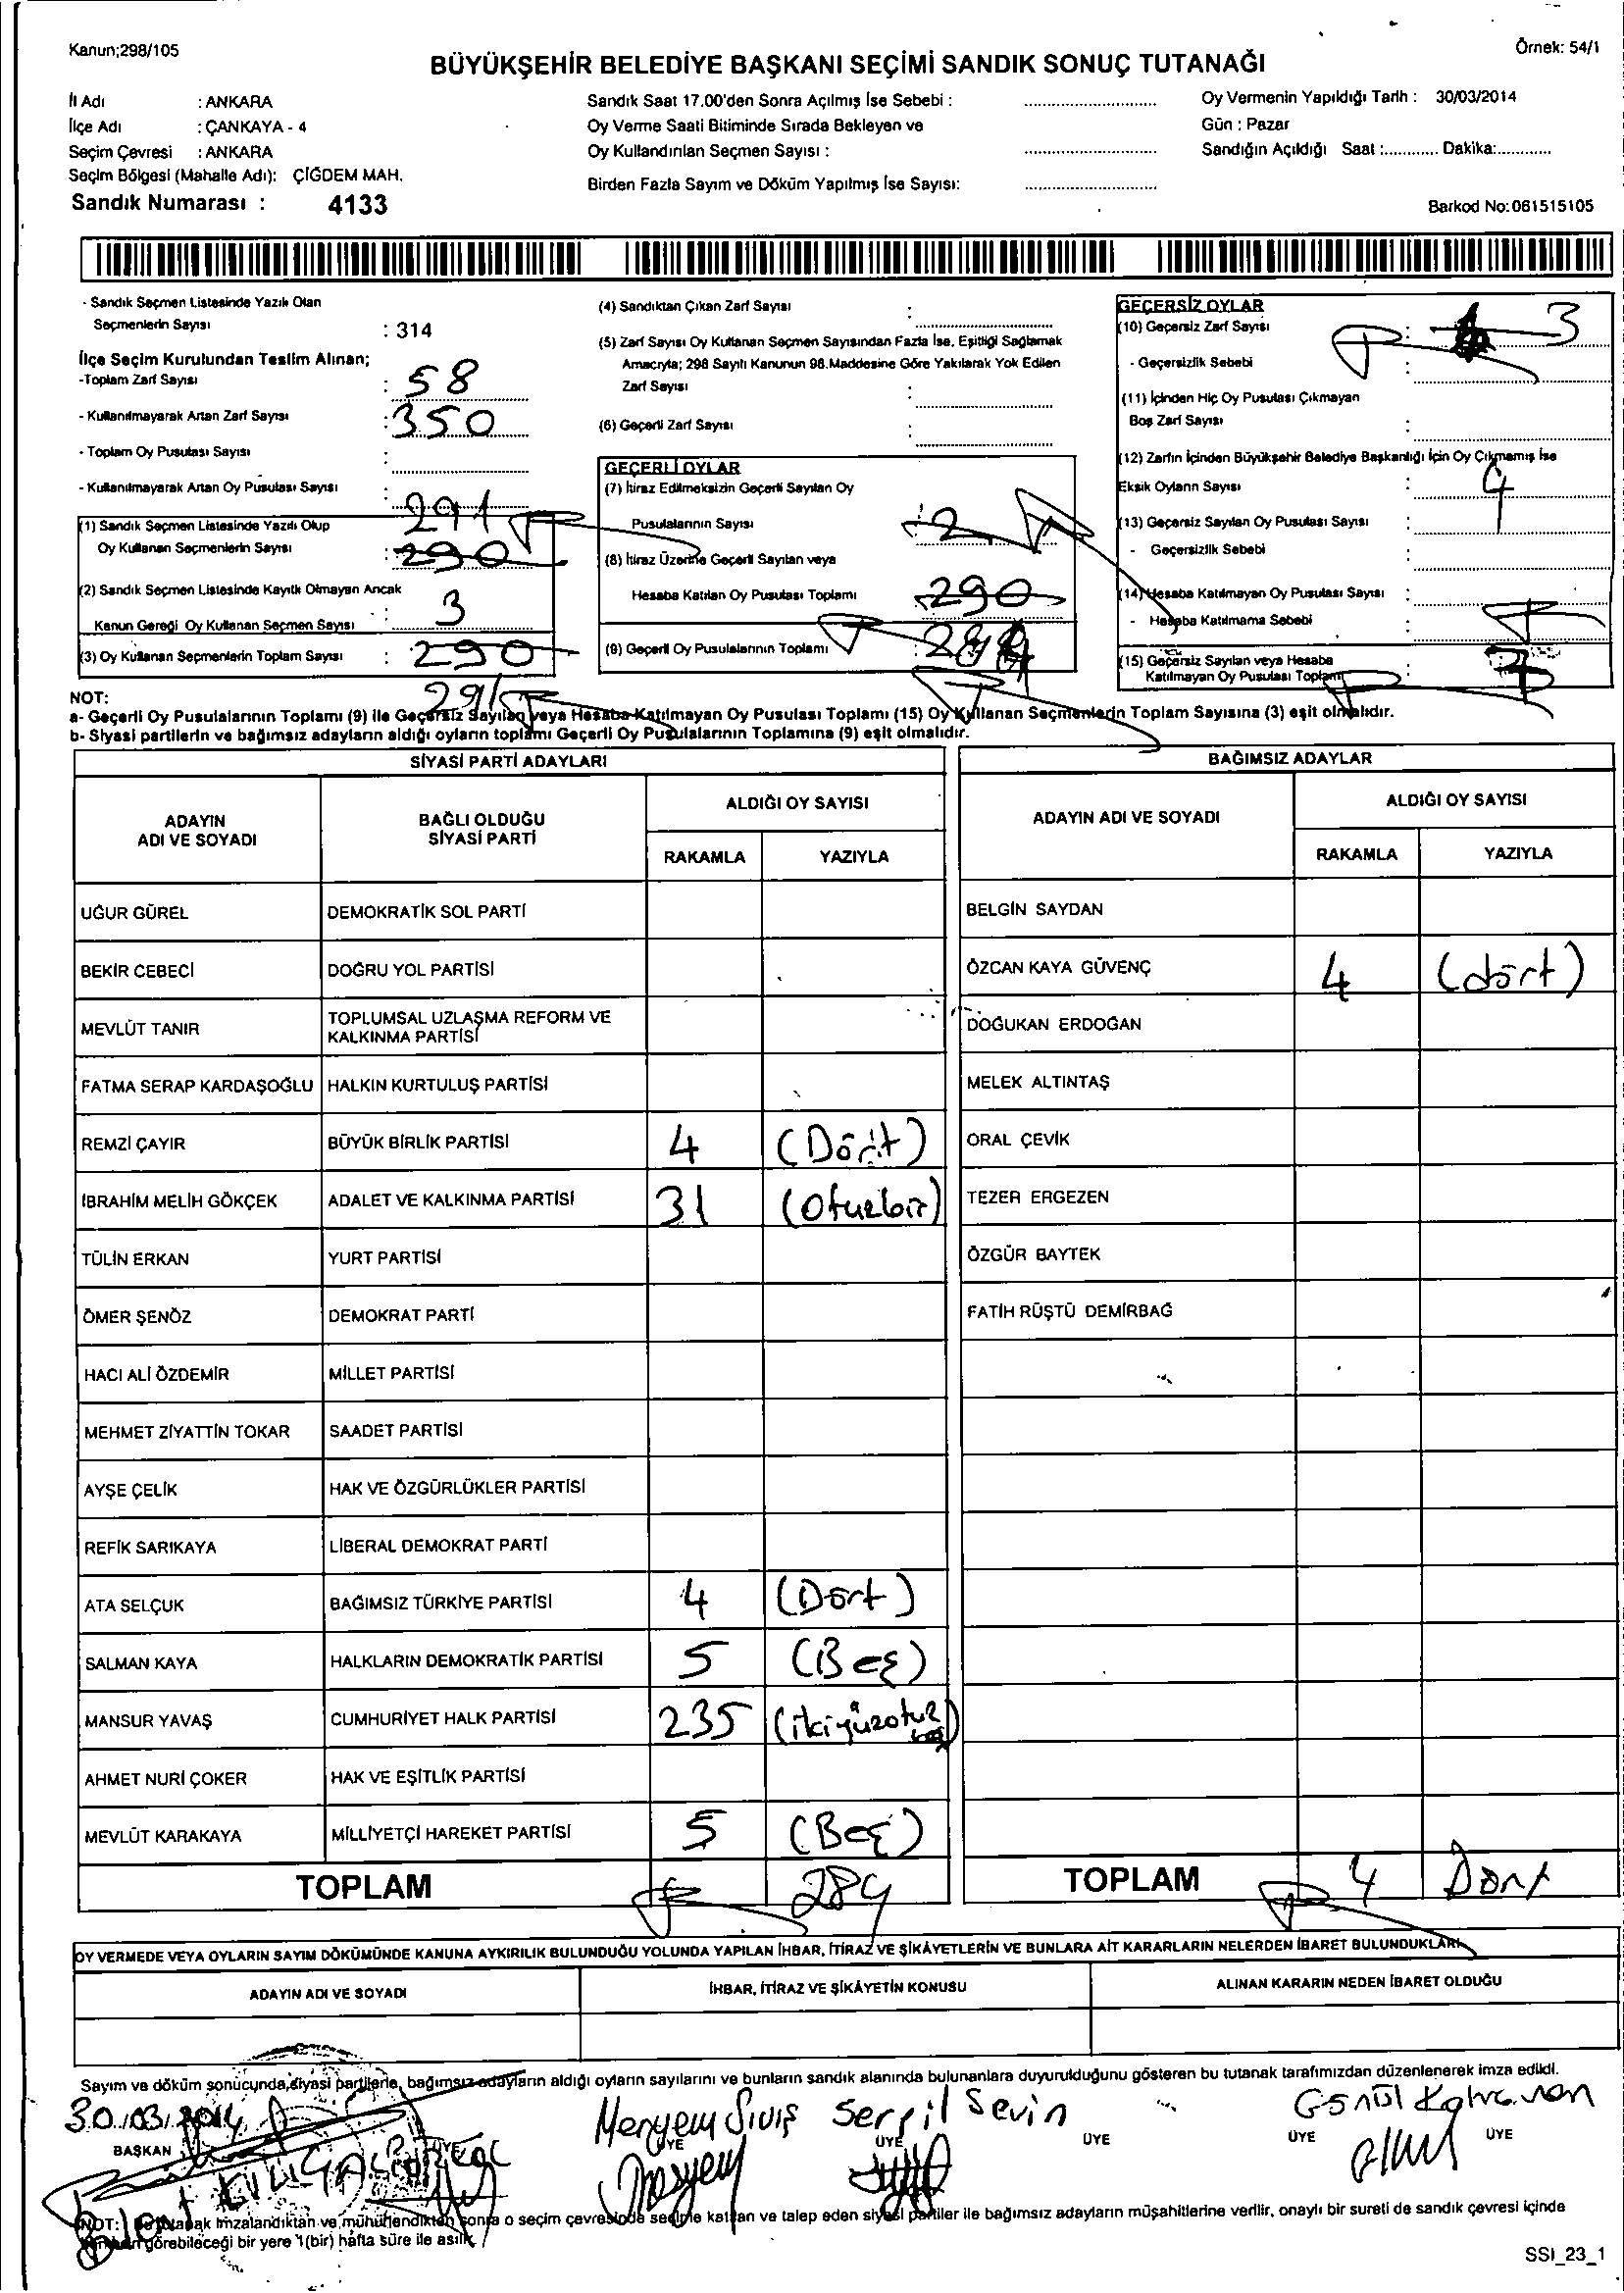 Kanun;298/105
Örnek: 54/1
BÜYÜKŞEHİR BELEDİYE BAŞKANI SEÇİMİ SANDIK SONUÇ TUTANAĞI
İl Adı : ANKARA
İlçe Adı : ÇANKAYA - 4
Seçim Çevresi : ANKARA
Seçim Bölgesi (Mahalle Adı): ÇİĞDEM MAH.
Sandık Numarası : 4133
Sandık Saat 17.00'den Sonra Açılmış İse Sebebi :
Oy Verme Saati Bitiminde Sırada Bekleyen ve
Oy Kullandırılan Seçmen Sayısı :
Birden Fazla Sayım ve Döküm Yapılmış İse Sayısı:
Oy Vermenin Yapıldığı Tarih : 30/03/2014
Gün : Pazar
Sandığın Açıldığı Saat :............ Dakika:............
Barkod No:061515105
- Sandık Seçmen Listesinde Yazılı Olan
Seçmenlerin Sayısı : 314
İlçe Seçim Kurulundan Teslim Alınan;
-Toplam Zarf Sayısı : 58
- Kullanılmayarak Artan Zarf Sayısı : 350
- Toplam Oy Pusulası Sayısı :
- Kullanılmayarak Artan Oy Pusulası Sayısı :
(1) Sandık Seçmen Listesinde Yazılı Olup 291
Oy Kullanan Seçmenlerin Sayısı : 290
(2) Sandık Seçmen Listesinde Kayıtlı Olmayan Ancak
Kanun Gereği Oy Kullanan Seçmen Sayısı : 3
(3) Oy Kullanan Seçmenlerin Toplam Sayısı : 290
291
(4) Sandıktan Çıkan Zarf Sayısı :
(5) Zarf Sayısı Oy Kullanan Seçmen Sayısından Fazla İse, Eşitliği Sağlamak
Amacıyla; 298 Sayılı Kanunun 98.Maddesine Göre Yakılarak Yok Edilen
Zarf Sayısı :
(6) Geçerli Zarf Sayısı :
GEÇERLİ OYLAR
(7) İtiraz Edilmeksizin Geçerli Sayılan Oy
Pusulalarının Sayısı 2
(8) İtiraz Üzerine Geçerli Sayılan veya
Hesaba Katılan Oy Pusulası Toplamı 290
(9) Geçerli Oy Pusulalarının Toplamı
GEÇERSİZ OYLAR
(10) Geçersiz Zarf Sayısı : 3
- Geçersizlik Sebebi :
(11) İçinden Hiç Oy Pusulası Çıkmayan
Boş Zarf Sayısı :
(12) Zarfın İçinden Büyükşehir Belediye Başkanlığı İçin Oy Çıkmamış İse
Eksik Oyların Sayısı : 4
(13) Geçersiz Sayılan Oy Pusulası Sayısı :
- Geçersizlik Sebebi
(14) Hesaba Katılmayan Oy Pusulası Sayısı :
- Hesaba Katılmama Sebebi
(15) Geçersiz Sayılan veya Hesaba
Katılmayan Oy Pusulası Toplamı
NOT:
a- Geçerli Oy Pusulalarının Toplamı (9) ile Geçersiz Sayılan veya Hesaba Katılmayan Oy Pusulası Toplamı (15) Oy Kullanan Seçmenlerin Toplam Sayısına (3) eşit olmalıdır.
b- Siyasi partilerin ve bağımsız adayların aldığı oyların toplamı Geçerli Oy Pusulalarının Toplamına (9) eşit olmalıdır.
SİYASİ PARTİ ADAYLARI
ADAYIN ADI VE SOYADI BAĞLI OLDUĞU SİYASİ PARTİ ALDIĞI OY SAYISI
RAKAMLA YAZIYLA
UĞUR GÜREL DEMOKRATİK SOL PARTİ
BEKİR CEBECİ DOĞRU YOL PARTİSİ
MEVLÜT TANIR TOPLUMSAL UZLAŞMA REFORM VE
KALKINMA PARTİSİ
FATMA SERAP KARDAŞOĞLU HALKIN KURTULUŞ PARTİSİ
REMZİ ÇAYIR BÜYÜK BİRLİK PARTİSİ 4 (Dört)
İBRAHİM MELİH GÖKÇEK ADALET VE KALKINMA PARTİSİ 31 (Otuzbir)
TÜLİN ERKAN YURT PARTİSİ
ÖMER ŞENÖZ DEMOKRAT PARTİ
HACI ALİ ÖZDEMİR MİLLET PARTİSİ
MEHMET ZİYATTİN TOKAR SAADET PARTİSİ
AYŞE ÇELİK HAK VE ÖZGÜRLÜKLER PARTİSİ
REFİK SARIKAYA LİBERAL DEMOKRAT PARTİ
ATA SELÇUK BAĞIMSIZ TÜRKİYE PARTİSİ 4 (Dört)
SALMAN KAYA HALKLARIN DEMOKRATİK PARTİSİ 5 (Beş)
MANSUR YAVAŞ CUMHURİYET HALK PARTİSİ 235 (ikiyüzotuz
beş)
AHMET NURİ ÇOKER HAK VE EŞİTLİK PARTİSİ
MEVLÜT KARAKAYA MİLLİYETÇİ HAREKET PARTİSİ 5 (Beş)
TOPLAM 284
BAĞIMSIZ ADAYLAR
ADAYIN ADI VE SOYADI ALDIĞI OY SAYISI
RAKAMLA YAZIYLA
BELGİN SAYDAN
ÖZCAN KAYA GÜVENÇ 4 (dört)
DOĞUKAN ERDOĞAN
MELEK ALTINTAŞ
ORAL ÇEVİK
TEZER ERGEZEN
ÖZGÜR BAYTEK
FATİH RÜŞTÜ DEMİRBAĞ
TOPLAM 4 Dört
OY VERMEDE VEYA OYLARIN SAYIM DÖKÜMÜNDE KANUNA AYKIRILIK BULUNDUĞU YOLUNDA YAPILAN İHBAR, İTİRAZ VE ŞİKÂYETLERİN VE BUNLARA AİT KARARLARIN NELERDEN İBARET BULUNDUKLARI
ADAYIN ADI VE SOYADI İHBAR, İTİRAZ VE ŞİKÂYETİN KONUSU ALINAN KARARIN NEDEN İBARET OLDUĞU
Sayım ve döküm sonucunda,siyasi partilerle, bağımsız adayların aldığı oyların sayılarını ve bunların sandık alanında bulunanlara duyurulduğunu gösteren bu tutanak tarafımızdan düzenlenerek imza edildi.
30/03/2014 Meryem Sivis Serpil Sevin Gönül
BAŞKAN ÜYE ÜYE ÜYE ÜYE ÜYE ÜYE
Bülent Meryem
NOT: Bu tutanak imzalandıktan ve mühürlendikten sonra o seçim çevresinde seçime katılan ve talep eden siyasi partiler ile bağımsız adayların müşahitlerine verilir, onaylı bir sureti de sandık çevresi içinde
görebileceği bir yere 1(bir) hafta süre ile asılır.
SSI_23_1